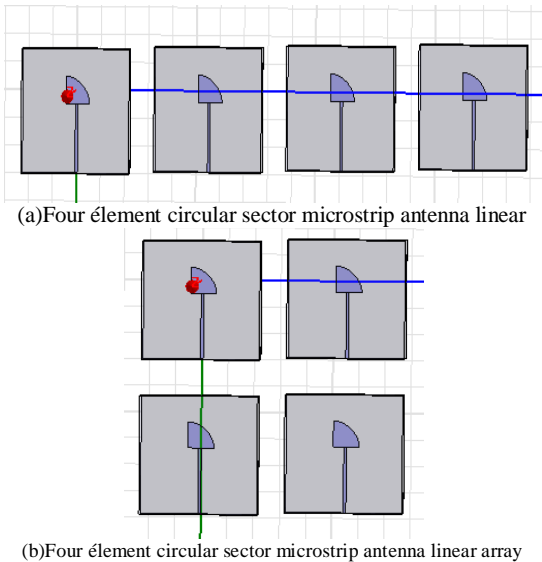 (a)Four élement circular sector microstrip antenna linear
(b)Four élement circular sector microstrip antenna linear array